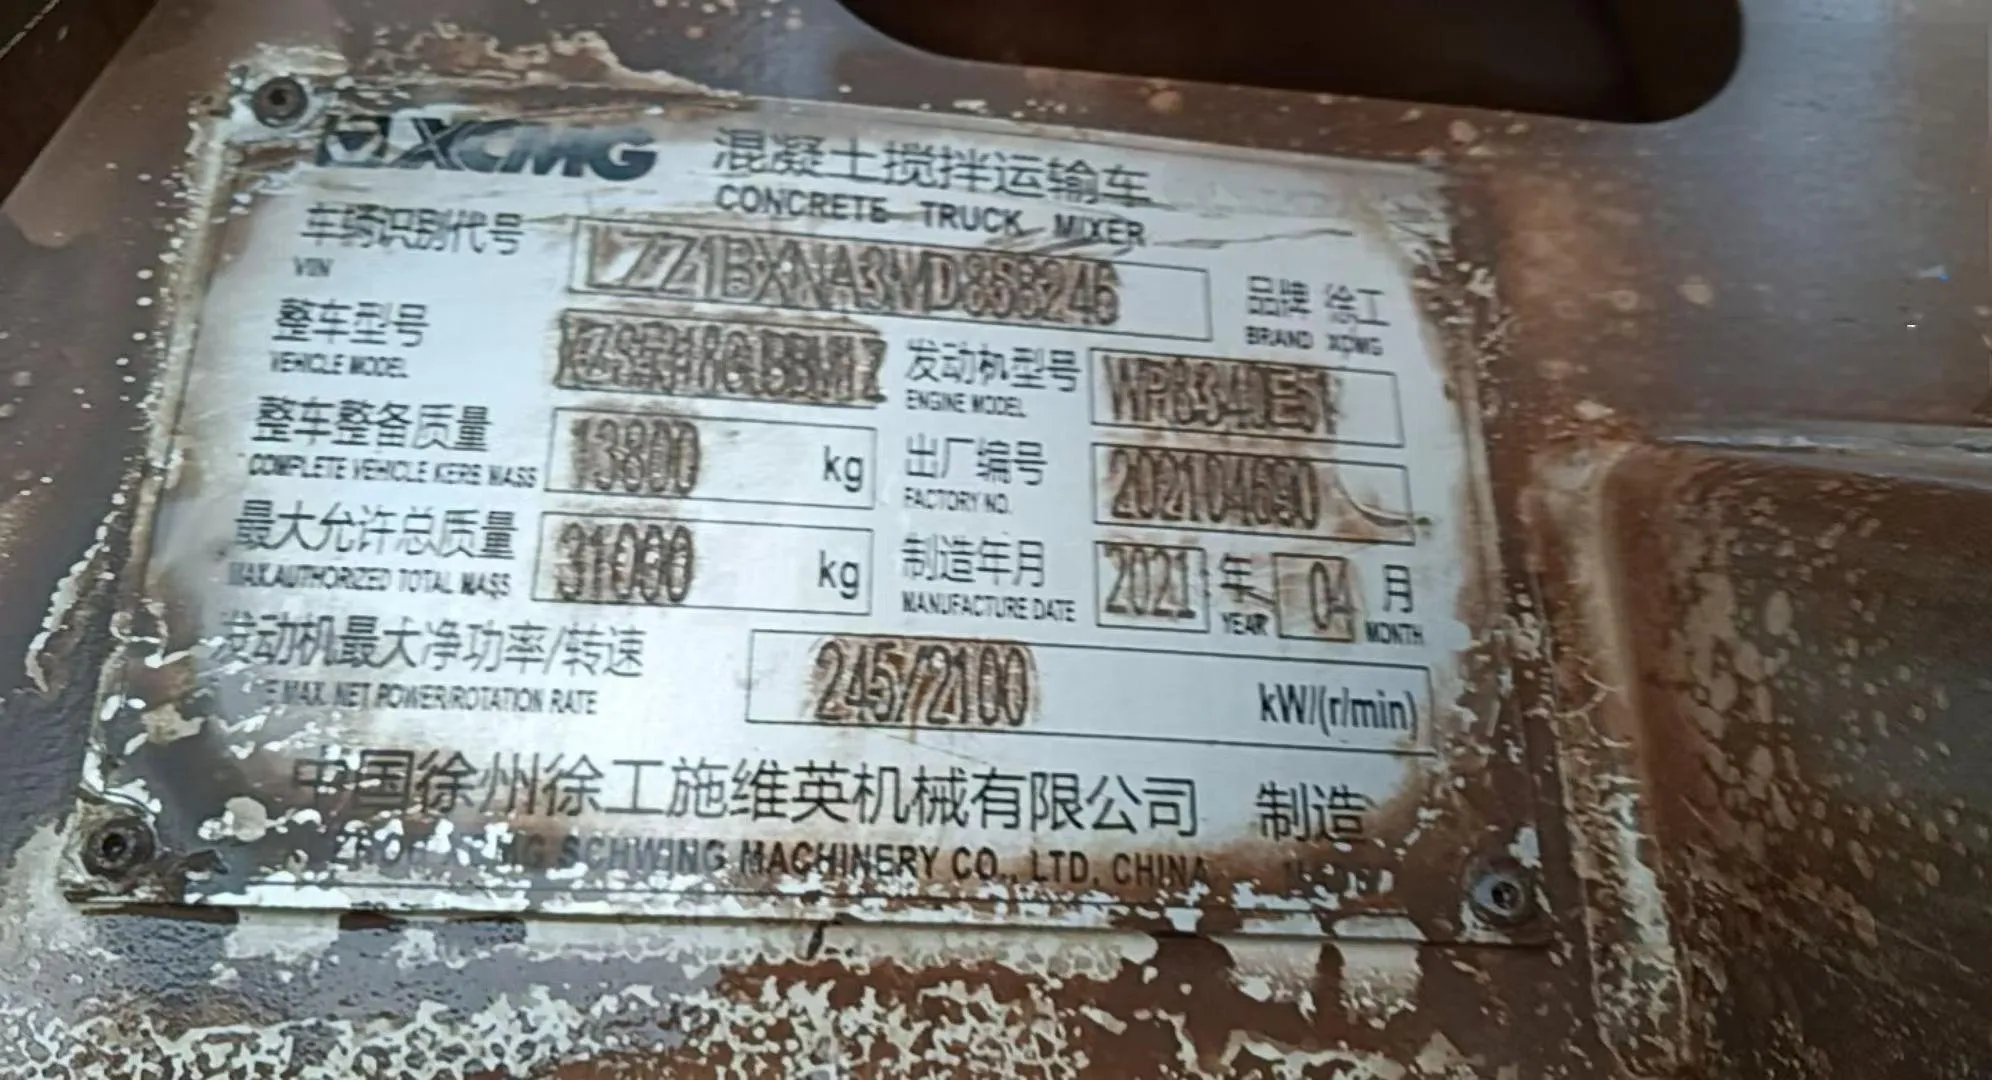 XCMG 混凝土搅拌运输车
CONCRETE TRUCK MIXER
车辆识别代号 LZZ1BXNA3MD858245
VIN
品牌 徐工
BRAND XCMG
整车型号
VEHICLE MODEL
发动机型号
ENGINE MODEL
整车整备质量 13800 kg
COMPLETE VEHICLE KERB MASS
出厂编号 202104690
FACTORY NO.
最大允许总质量 31000 kg
MAX.AUTHORIZED TOTAL MASS
制造年月 2021 年 04 月
MANUFACTURE DATE YEAR MONTH
发动机最大净功率/转速 245/2100 kW/(r/min)
MAX. NET POWER/ROTATION RATE
中国徐州徐工施维英机械有限公司 制造
SCHWING MACHINERY CO., LTD. CHINA